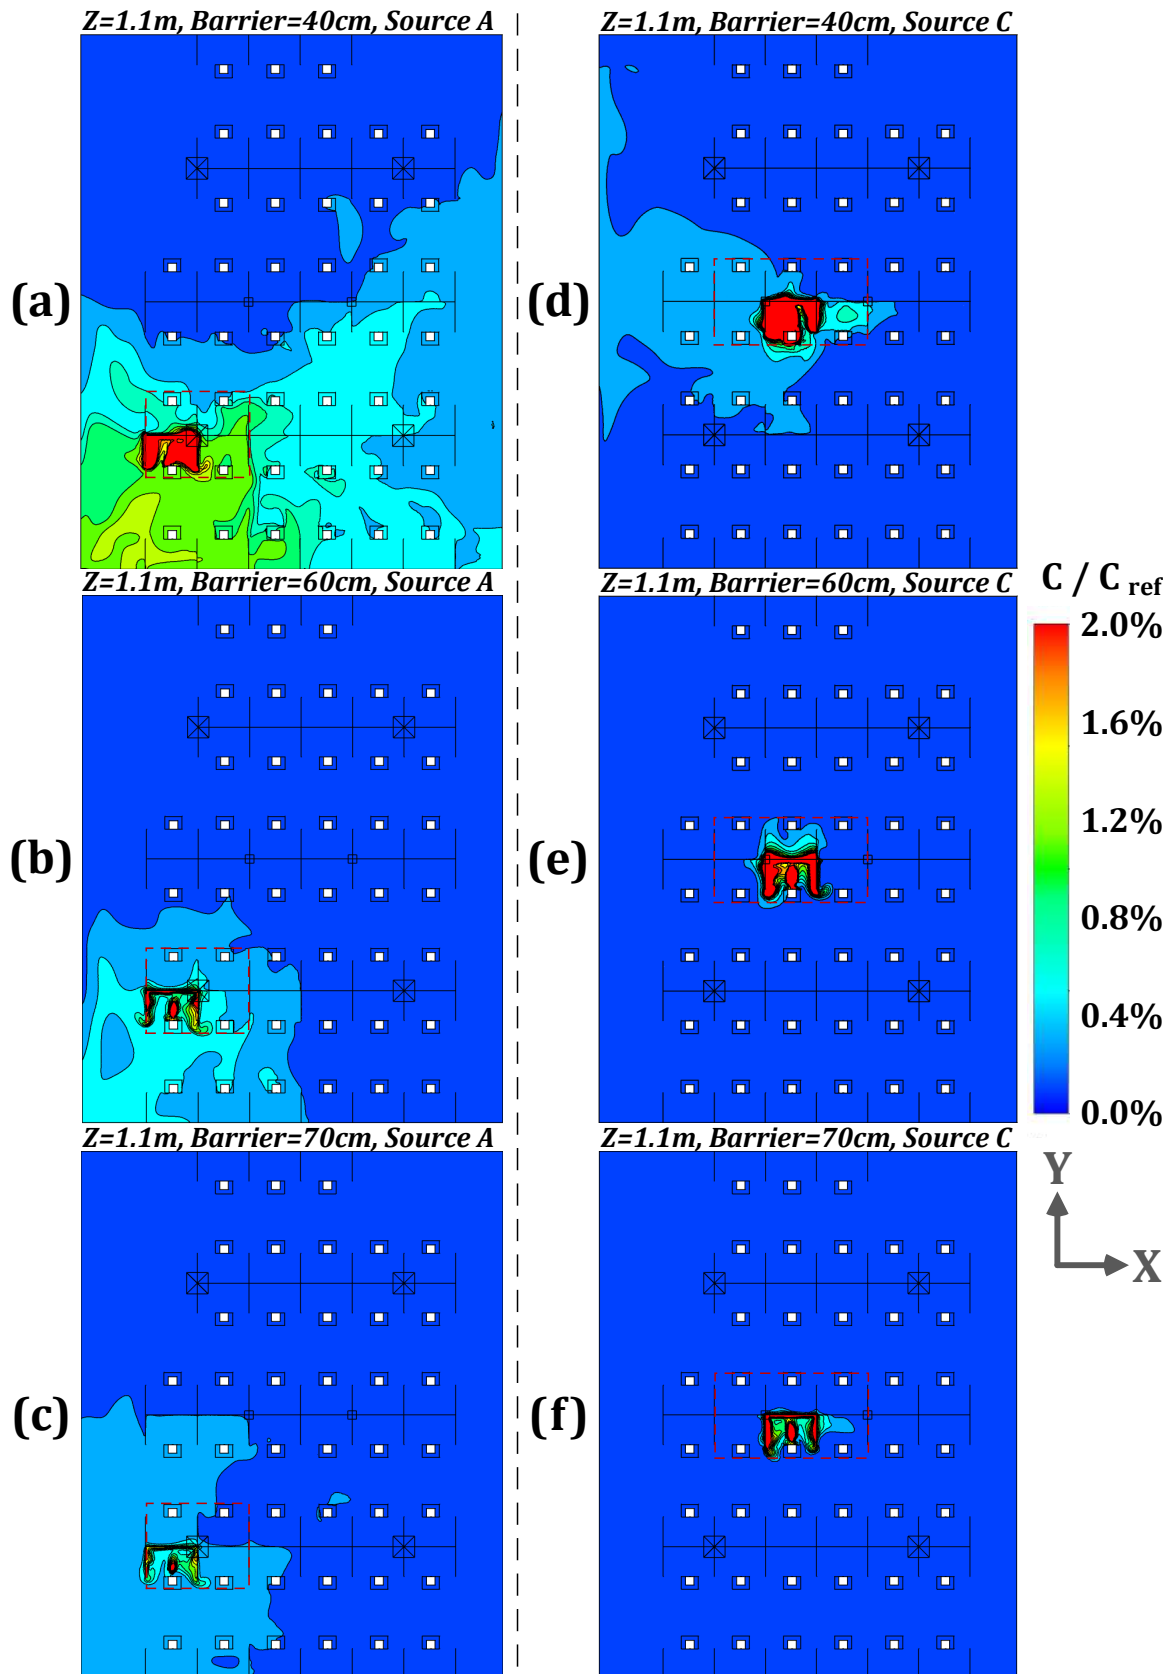 Z=1.1m, Barrier=40cm, Source A
Z=1.1m, Barrier=40cm, Source C
(a)
(d)
Z=1.1m, Barrier=60cm, Source A
Z=1.1m, Barrier=60cm, Source C
C / C ref
2.0%
1.6%
1.2%
0.8%
0.4%
0.0%
(b)
(e)
Z=1.1m, Barrier=70cm, Source A
Z=1.1m, Barrier=70cm, Source C
Y
X
(c)
(f)